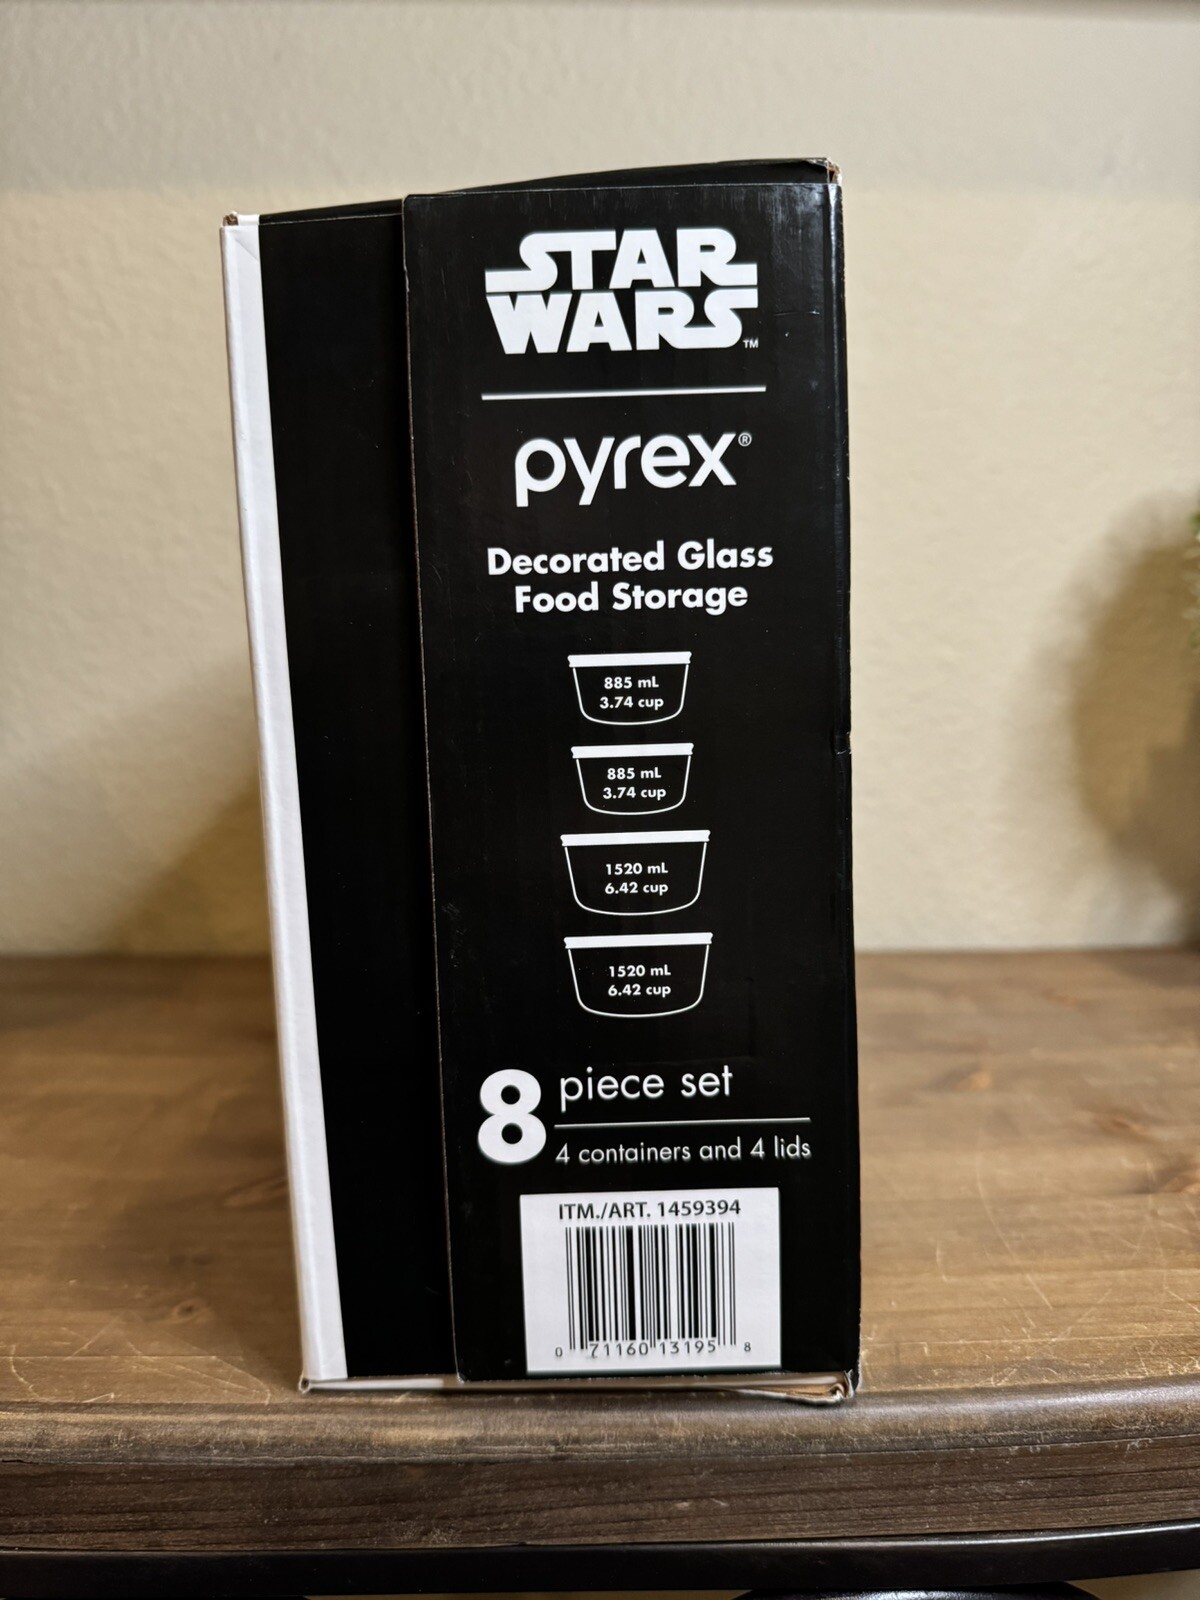 STAR
WARS™
pyrex®
Decorated Glass
Food Storage
885 mL
3.74 cup
885 mL
3.74 cup
1520 mL
6.42 cup
1520 mL
6.42 cup
8 piece set
4 containers and 4 lids
ITM./ART. 1459394
0 71160 13195 8